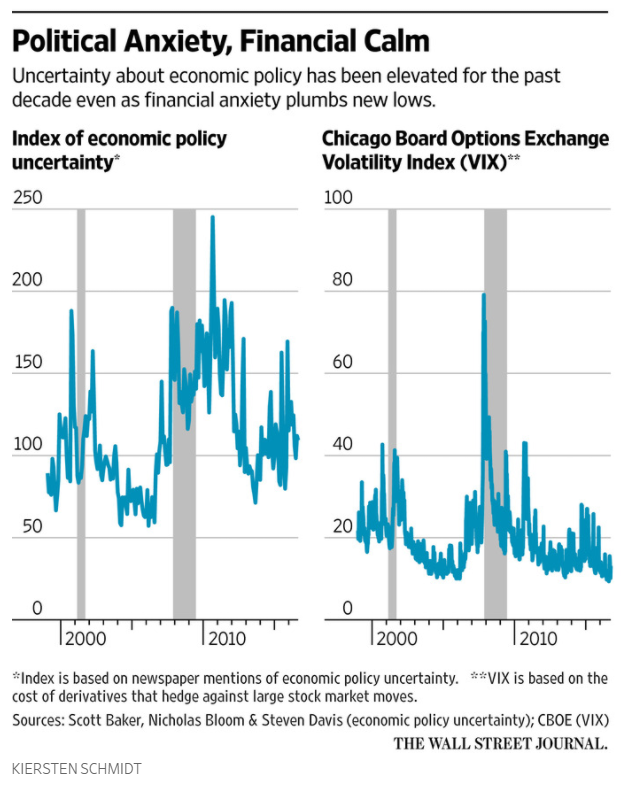 Political Anxiety, Financial Calm
Uncertainty about economic policy has been elevated for the past
decade even as financial anxiety plumbs new lows.
Index of economic policy
uncertainty*
250
200
150
100
50
0
2000
2010
Chicago Board Options Exchange
Volatility Index (VIX)**
100
80
60
40
20
0
2000
2010
*Index is based on newspaper mentions of economic policy uncertainty. **VIX is based on the
cost of derivatives that hedge against large stock market moves.
Sources: Scott Baker, Nicholas Bloom & Steven Davis (economic policy uncertainty); CBOE (VIX)
THE WALL STREET JOURNAL.
KIERSTEN SCHMIDT